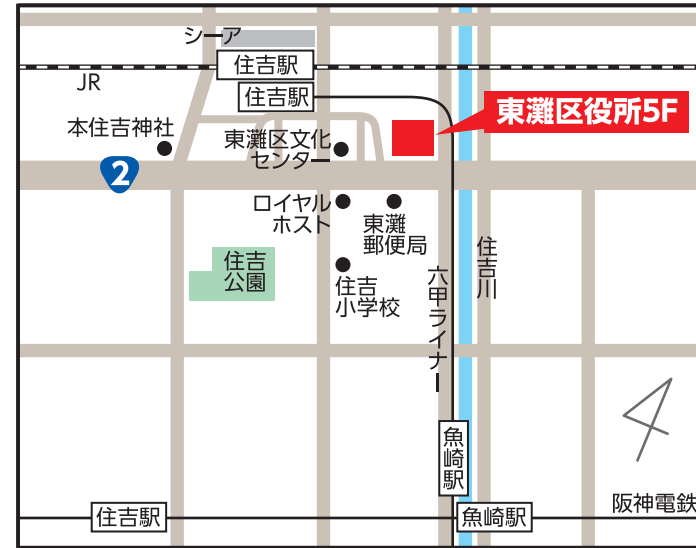 シーア
住吉駅
JR
住吉駅
東灘区役所5F
本住吉神社
東灘区文化
センター
2
ロイヤル
ホスト
東灘
郵便局
住吉
公園
住吉
小学校
六甲ライナー
住吉川
魚崎駅
住吉駅
魚崎駅
阪神電鉄